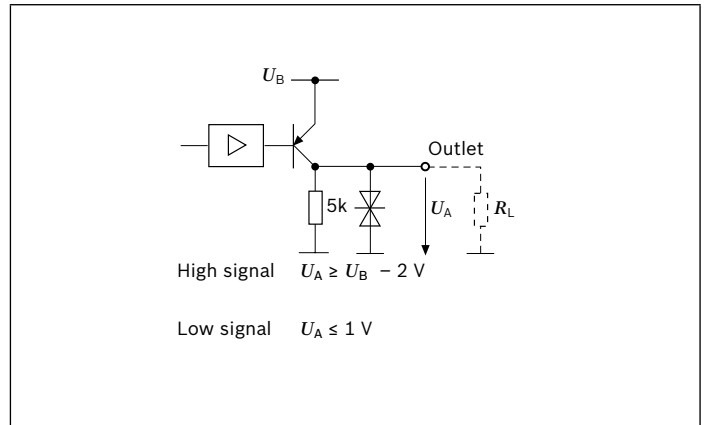 U_B
Outlet
5k
U_A
R_L
High signal U_A ≥ U_B – 2 V
Low signal U_A ≤ 1 V